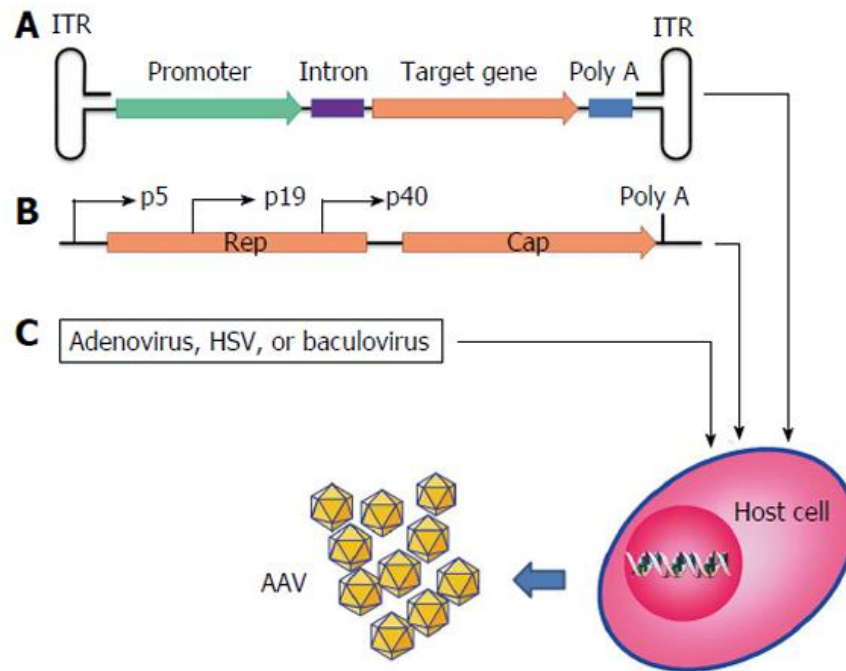 A
ITR
ITR
Promoter
Intron
Target gene
Poly A
B
p5
p19
p40
Poly A
Rep
Cap
C
Adenovirus, HSV, or baculovirus
Host cell
AAV